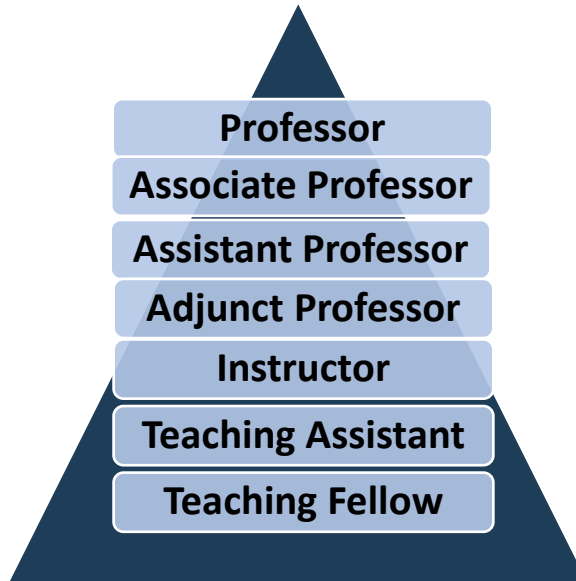 Professor
Associate Professor
Assistant Professor
Adjunct Professor
Instructor
Teaching Assistant
Teaching Fellow